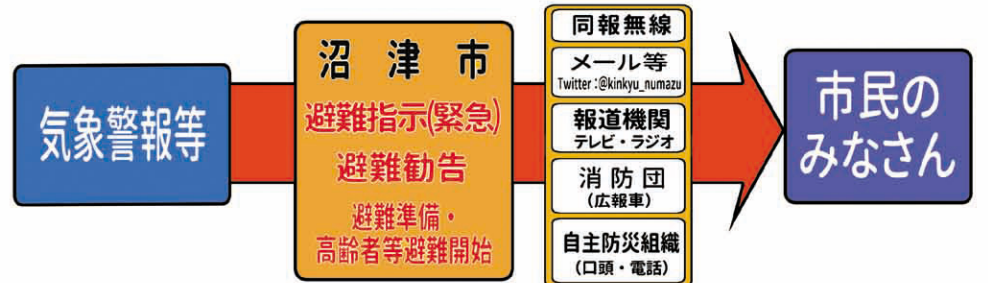 気象警報等
沼津市
避難指示(緊急)
避難勧告
避難準備・
高齢者等避難開始
同報無線
メール等
Twitter:@kinkyu_numazu
報道機関
テレビ・ラジオ
消防団
(広報車)
自主防災組織
(口頭・電話)
市民の
みなさん